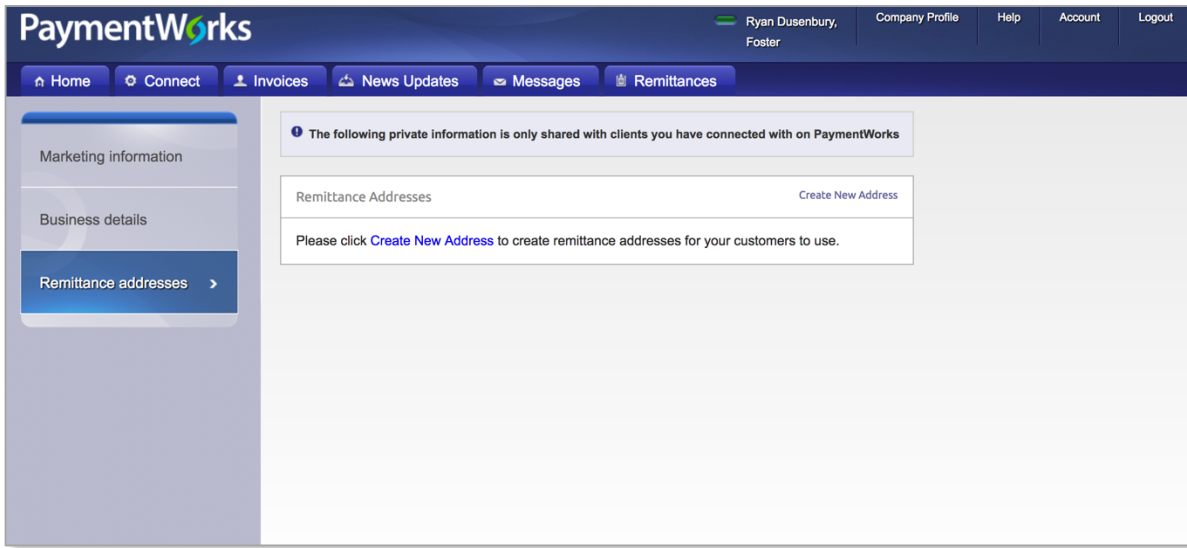 PaymentWorks
Ryan Dusenbury,
Foster
Company Profile
Help
Account
Logout
Home
Connect
Invoices
News Updates
Messages
Remittances
Marketing information
Business details
Remittance addresses
The following private information is only shared with clients you have connected with on PaymentWorks
Remittance Addresses
Create New Address
Please click Create New Address to create remittance addresses for your customers to use.